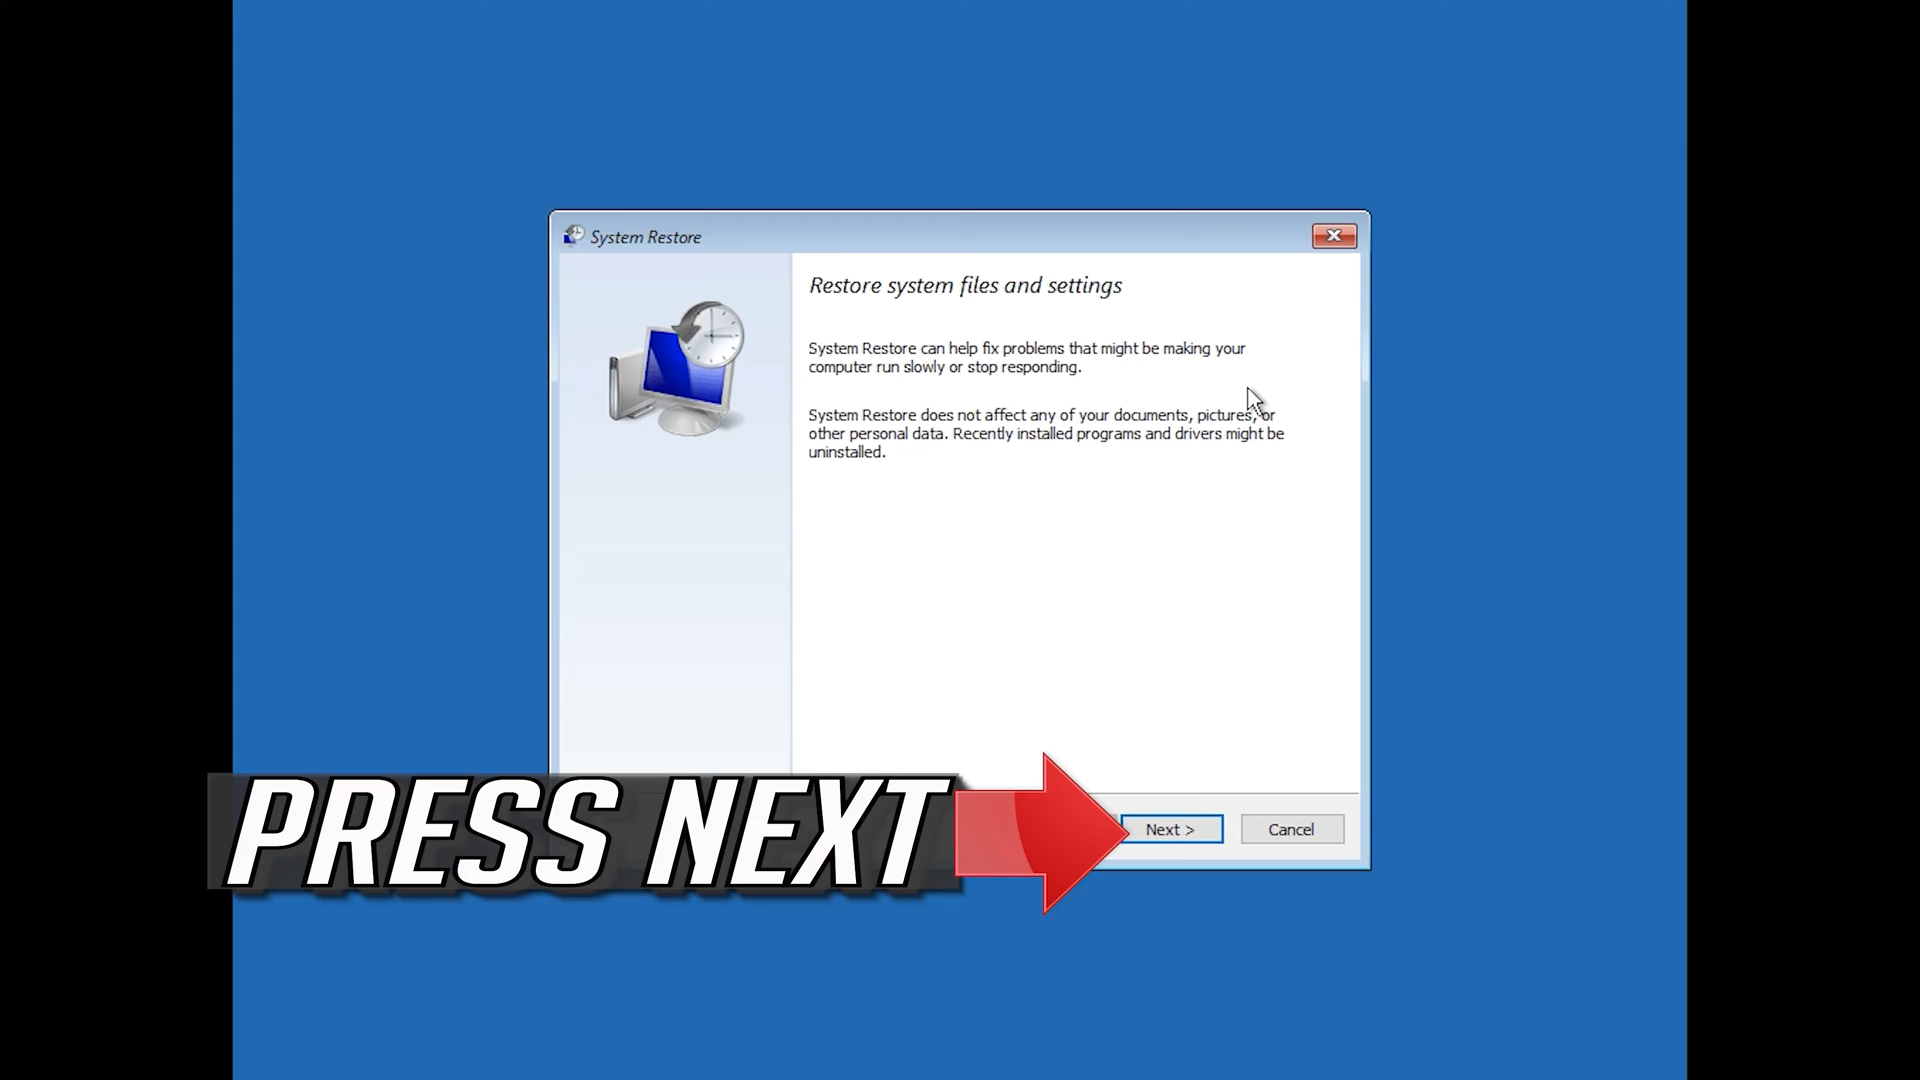 System Restore
Restore system files and settings
System Restore can help fix problems that might be making your
computer run slowly or stop responding.
System Restore does not affect any of your documents, pictures, or
other personal data. Recently installed programs and drivers might be
uninstalled.
PRESS NEXT
Next >
Cancel